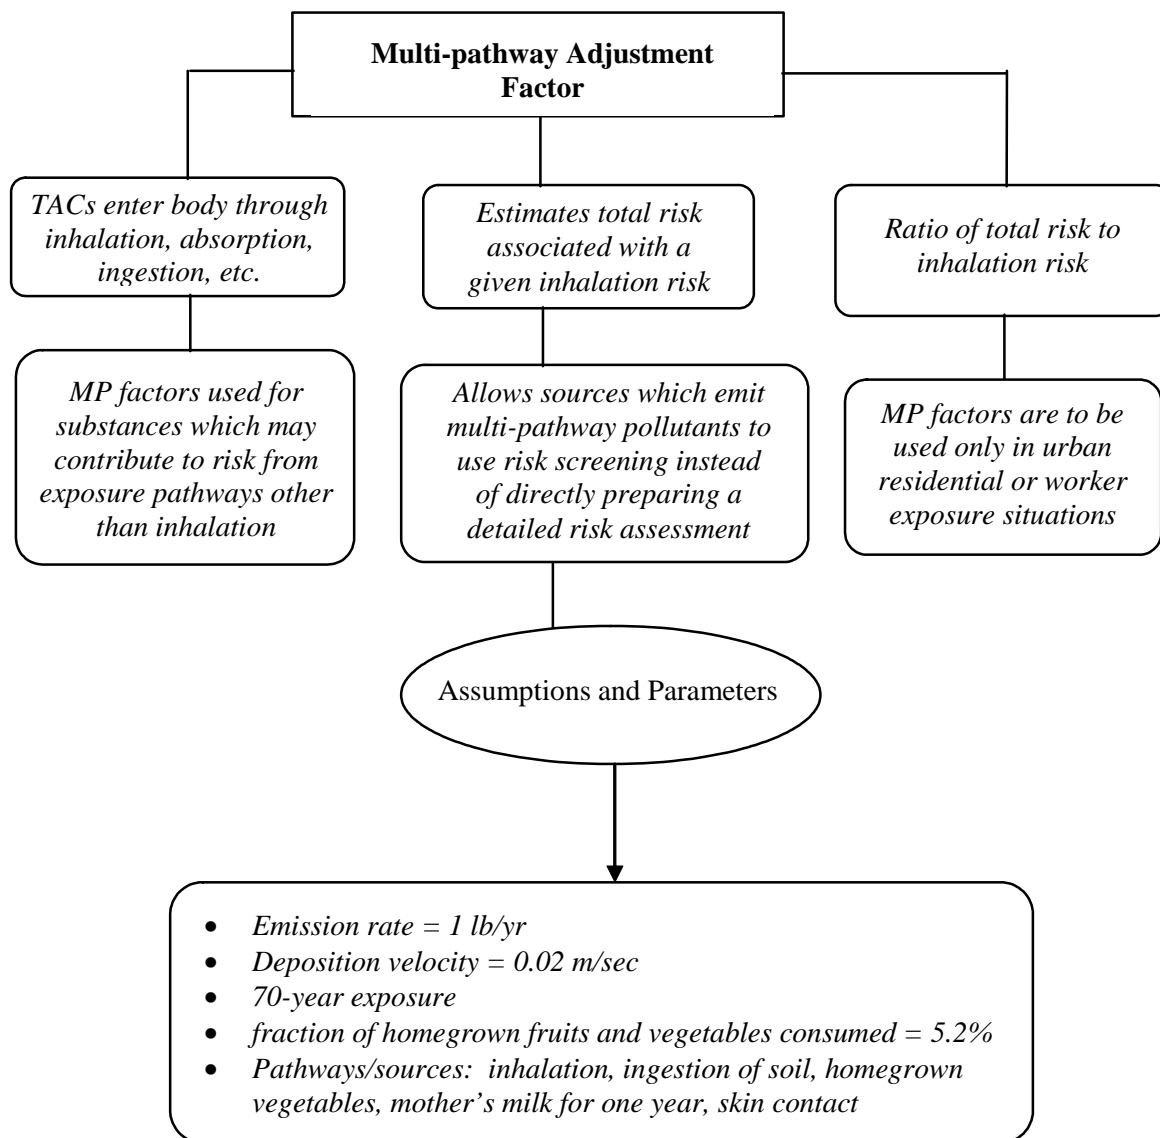 Multi-pathway Adjustment
Factor
TACs enter body through
inhalation, absorption,
ingestion, etc.
Estimates total risk
associated with a
given inhalation risk
Ratio of total risk to
inhalation risk
MP factors used for
substances which may
contribute to risk from
exposure pathways other
than inhalation
Allows sources which emit
multi-pathway pollutants to
use risk screening instead
of directly preparing a
detailed risk assessment
MP factors are to be
used only in urban
residential or worker
exposure situations
Assumptions and Parameters
• Emission rate = 1 lb/yr
• Deposition velocity = 0.02 m/sec
• 70-year exposure
• fraction of homegrown fruits and vegetables consumed = 5.2%
• Pathways/sources: inhalation, ingestion of soil, homegrown
vegetables, mother’s milk for one year, skin contact